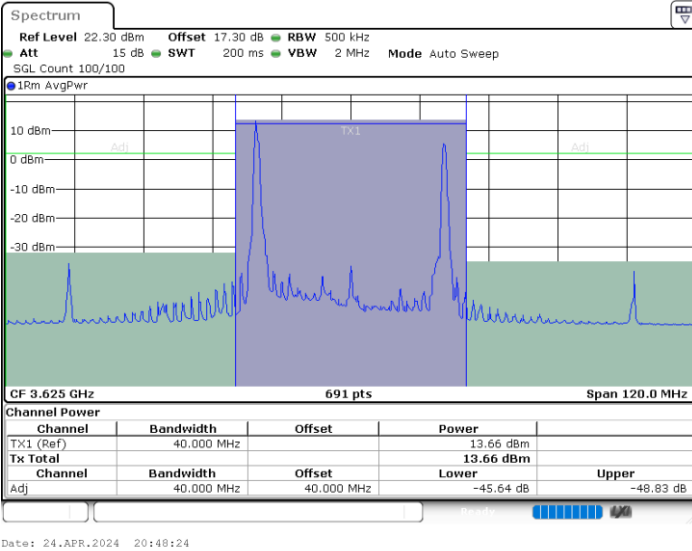 Spectrum
Ref Level 22.30 dBm Offset 17.30 dB RBW 500 kHz
Att 15 dB SWT 200 ms VBW 2 MHz Mode Auto Sweep
SGL Count 100/100
1Rm AvgPwr
10 dBm
TX1
Adj Adj
0 dBm
-10 dBm
-20 dBm
-30 dBm
CF 3.625 GHz 691 pts Span 120.0 MHz
Channel Power
Channel Bandwidth Offset Power
TX1 (Ref) 40.000 MHz 13.66 dBm
Tx Total 13.66 dBm
Channel Bandwidth Offset Lower Upper
Adj 40.000 MHz 40.000 MHz -45.64 dB -48.83 dB
Ready
Date: 24.APR.2024 20:48:24